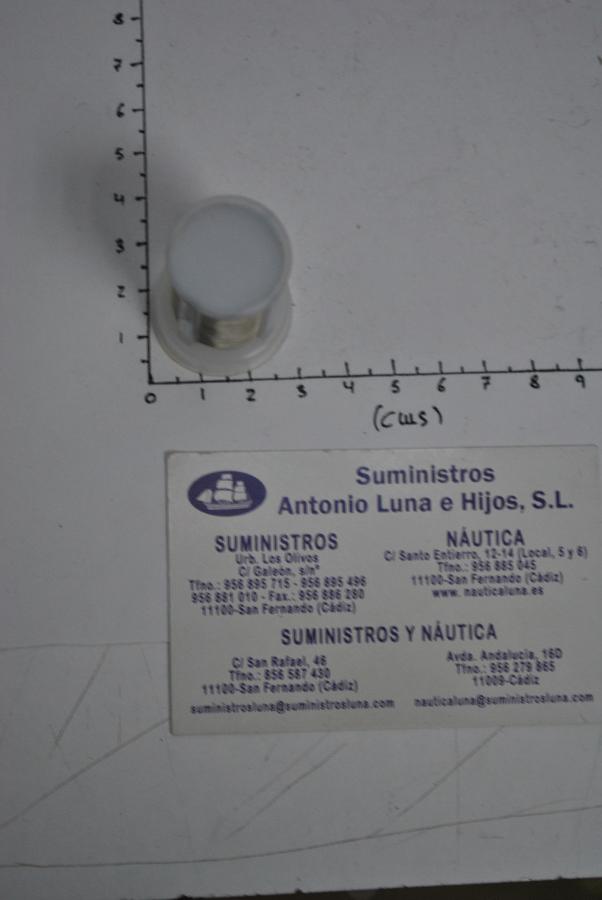 8
7
6
5
4
3
2
1
0 1 2 3 4 5 6 7 8 9
(cms)
Suministros
Antonio Luna e Hijos, S.L.
SUMINISTROS
Urb. Los Olivos
C/ Galeón, s/nº
Tfno.: 956 895 715 - 956 895 496
956 881 010 - Fax.: 956 886 280
11100-San Fernando (Cádiz)
NÁUTICA
C/ Santo Entierro, 12-14 (Local, 5 y 6)
Tfno.: 956 885 045
11100-San Fernando (Cádiz)
www. nauticaluna.es
SUMINISTROS Y NÁUTICA
C/ San Rafael, 46
Tfno.: 856 587 430
11100-San Fernando (Cádiz)
suministrosluna@suministrosluna.com
Avda. Andalucía, 16D
Tfno.: 956 279 865
11009-Cádiz
nauticaluna@suministrosluna.com